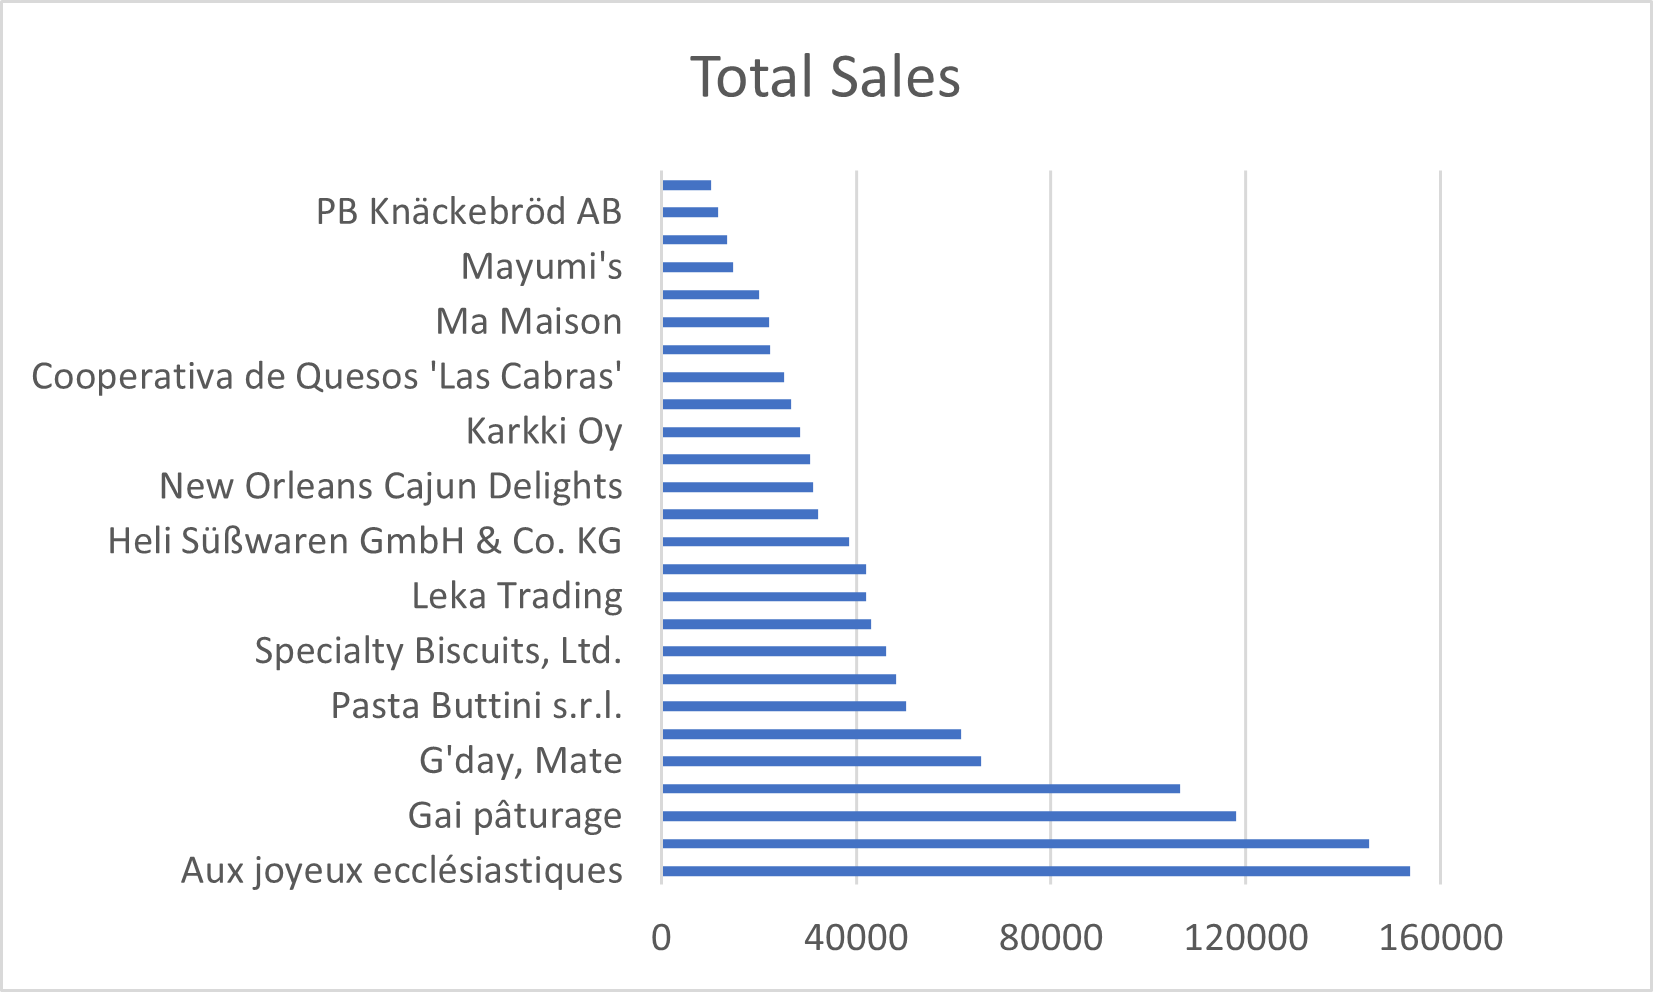 Total Sales
PB Knäckebröd AB
Mayumi's
Ma Maison
Cooperativa de Quesos 'Las Cabras'
Karkki Oy
New Orleans Cajun Delights
Heli Süßwaren GmbH & Co. KG
Leka Trading
Specialty Biscuits, Ltd.
Pasta Buttini s.r.l.
G'day, Mate
Gai pâturage
Aux joyeux ecclésiastiques
0 40000 80000 120000 160000